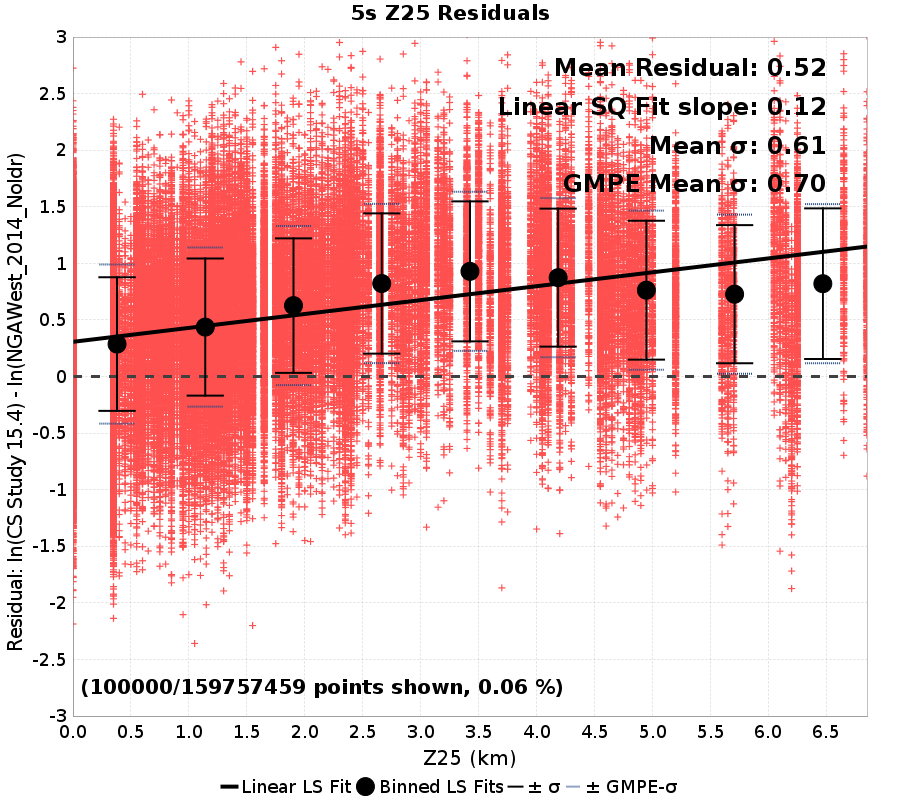 5s Z25 Residuals
Mean Residual: 0.52
Linear SQ Fit slope: 0.12
Mean σ: 0.61
GMPE Mean σ: 0.70
Residual: ln(CS Study 15.4) - ln(NGAWest_2014_NoIdr)
3
2.5
2
1.5
1
0.5
0
-0.5
-1
-1.5
-2
-2.5
-3
(100000/159757459 points shown, 0.06 %)
0.0 0.5 1.0 1.5 2.0 2.5 3.0 3.5 4.0 4.5 5.0 5.5 6.0 6.5
Z25 (km)
Linear LS Fit Binned LS Fits ± σ ± GMPE-σ